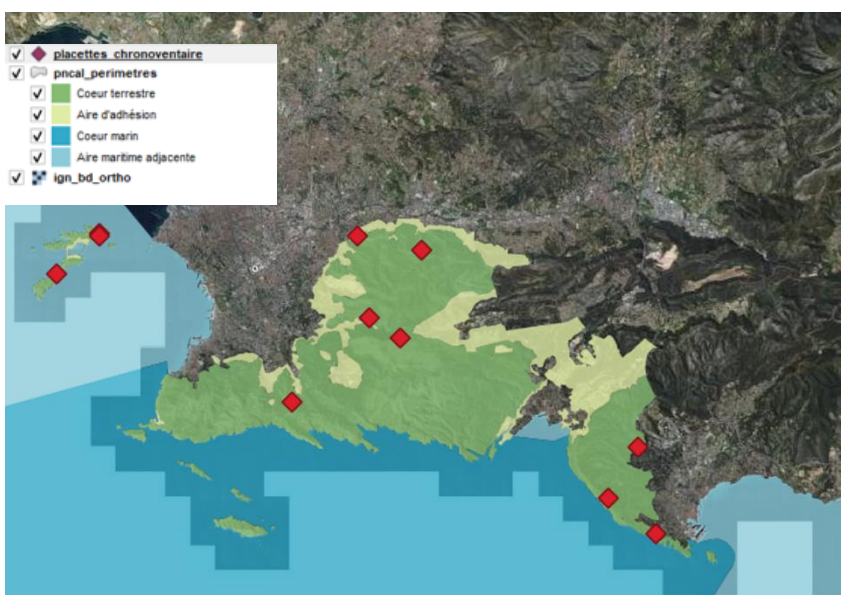 placettes_chronoventaire
pncal_perimetres
Coeur terrestre
Aire d'adhésion
Coeur marin
Aire maritime adjacente
ign_bd_ortho